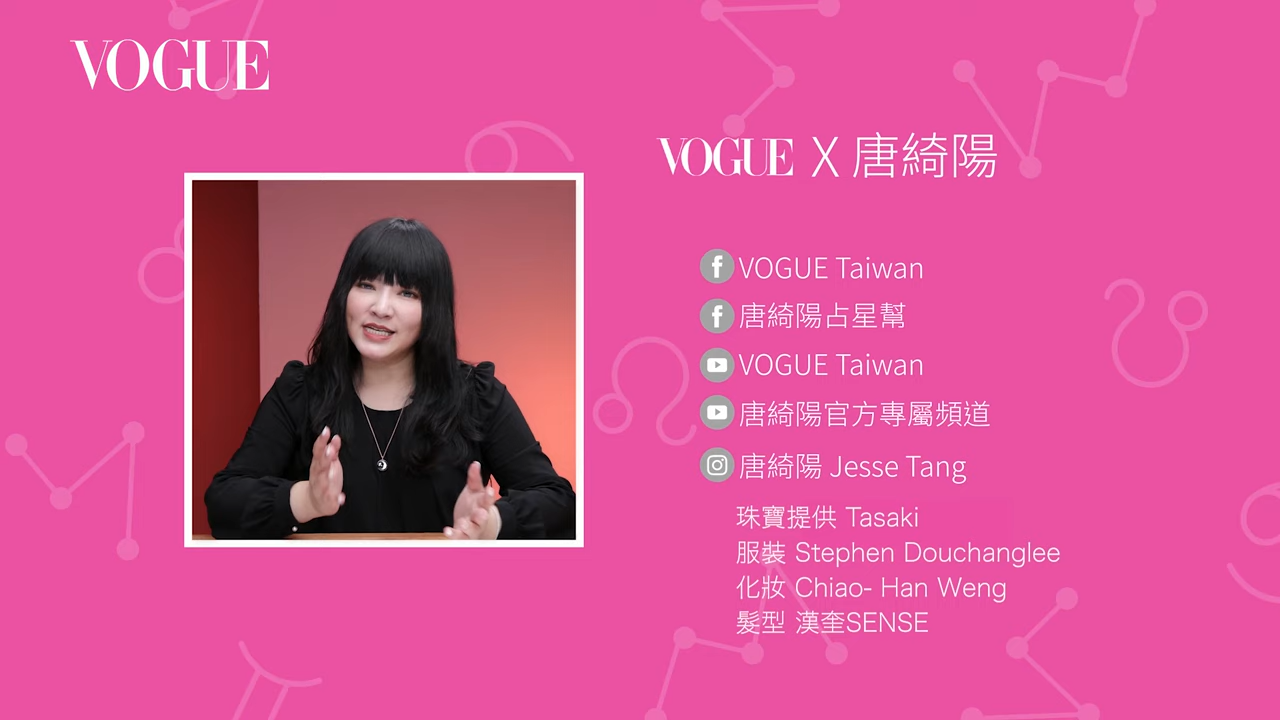 VOGUE
VOGUE X 唐綺陽
VOGUE Taiwan
唐綺陽占星幫
VOGUE Taiwan
唐綺陽官方專屬頻道
唐綺陽 Jesse Tang
珠寶提供 Tasaki
服裝 Stephen Douchanglee
化妝 Chiao- Han Weng
髮型 漢奎SENSE